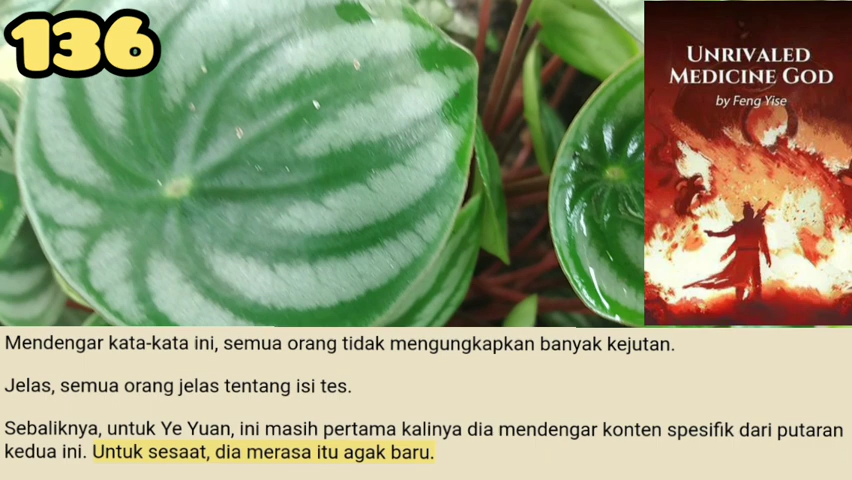 136
UNRIVALED
MEDICINE GOD
by Feng Yise
Mendengar kata-kata ini, semua orang tidak mengungkapkan banyak kejutan.
Jelas, semua orang jelas tentang isi tes.
Sebaliknya, untuk Ye Yuan, ini masih pertama kalinya dia mendengar konten spesifik dari putaran
kedua ini. Untuk sesaat, dia merasa itu agak baru.